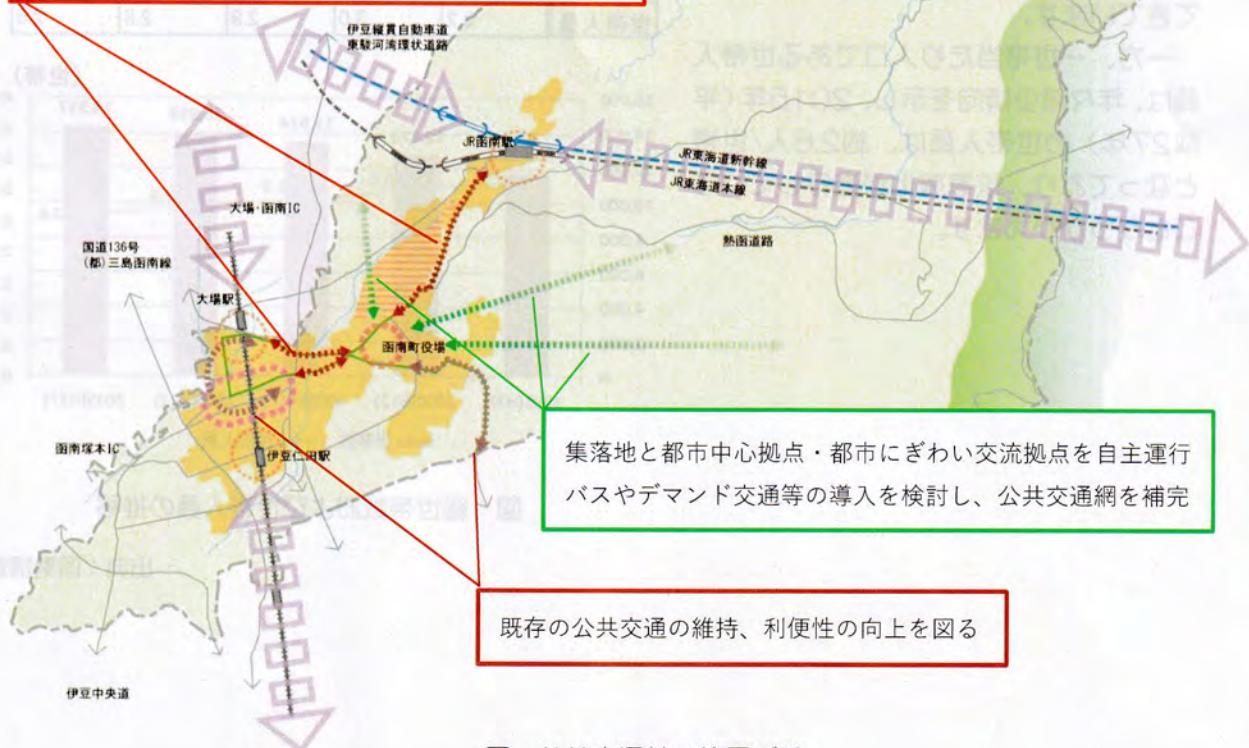 伊豆縦貫自動車道
東駿河湾環状道路
JR函南駅
JR東海道新幹線
JR東海道本線
大場・函南IC
熱函道路
国道136号
(都)三島函南線
大場駅
函南町役場
函南塚本IC
伊豆仁田駅
集落地と都市中心拠点・都市にぎわい交流拠点を自主運行
バスやデマンド交通等の導入を検討し、公共交通網を補完
既存の公共交通の維持、利便性の向上を図る
伊豆中央道